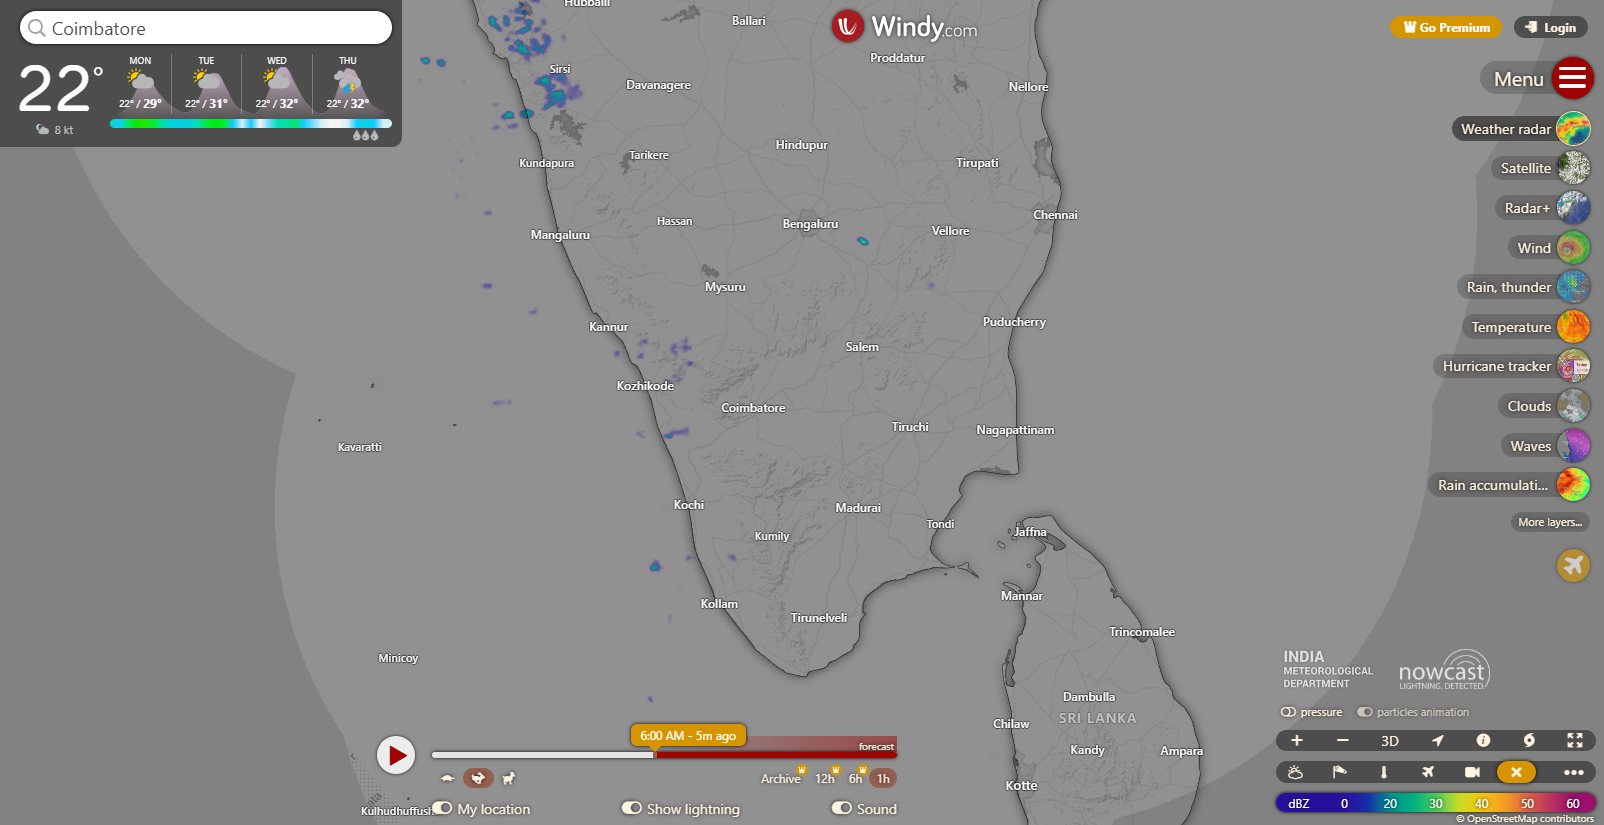 Coimbatore
22°
8 kt
MON
22° / 29°
TUE
22° / 31°
WED
22° / 32°
THU
22° / 32°
Windy.com
Go Premium
Login
Menu
Weather radar
Satellite
Radar+
Wind
Rain, thunder
Temperature
Hurricane tracker
Clouds
Waves
Rain accumulati...
More layers...
Hubballi
Ballari
Proddatur
Sirsi
Davanagere
Nellore
Hindupur
Kundapura
Tarikere
Tirupati
Hassan
Bengaluru
Chennai
Mangaluru
Vellore
Mysuru
Kannur
Puducherry
Salem
Kozhikode
Coimbatore
Tiruchi
Nagapattinam
Kavaratti
Kochi
Madurai
Tondi
Jaffna
Kumily
Kollam
Mannar
Tirunelveli
Trincomalee
Minicoy
Dambulla
SRI LANKA
Chilaw
Kandy
Ampara
Kotte
Kulhudhuffush
6:00 AM - 5m ago
forecast
Archive
12h
6h
1h
My location
Show lightning
Sound
INDIA
METEOROLOGICAL
DEPARTMENT
nowcast
LIGHTNING. DETECTED.
pressure
particles animation
+
−
3D
dBZ 0 20 30 40 50 60
© OpenStreetMap contributors